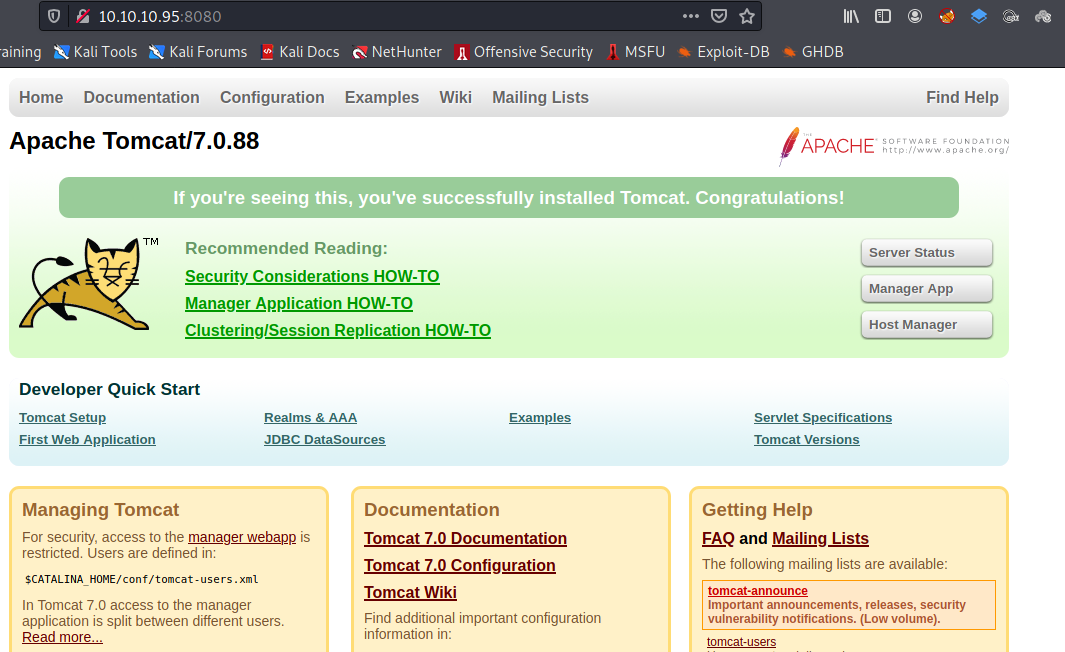 10.10.10.95:8080
raining Kali Tools Kali Forums Kali Docs NetHunter Offensive Security MSFU Exploit-DB GHDB
Home Documentation Configuration Examples Wiki Mailing Lists Find Help
Apache Tomcat/7.0.88
THE
APACHE SOFTWARE FOUNDATION
http://www.apache.org/
If you're seeing this, you've successfully installed Tomcat. Congratulations!
TM
Recommended Reading:
Security Considerations HOW-TO
Manager Application HOW-TO
Clustering/Session Replication HOW-TO
Server Status
Manager App
Host Manager
Developer Quick Start
Tomcat Setup
First Web Application
Realms & AAA
JDBC DataSources
Examples
Servlet Specifications
Tomcat Versions
Managing Tomcat
For security, access to the manager webapp is
restricted. Users are defined in:
$CATALINA_HOME/conf/tomcat-users.xml
In Tomcat 7.0 access to the manager
application is split between different users.
Read more...
Documentation
Tomcat 7.0 Documentation
Tomcat 7.0 Configuration
Tomcat Wiki
Find additional important configuration
information in:
Getting Help
FAQ and Mailing Lists
The following mailing lists are available:
tomcat-announce
Important announcements, releases, security
vulnerability notifications. (Low volume).
tomcat-users